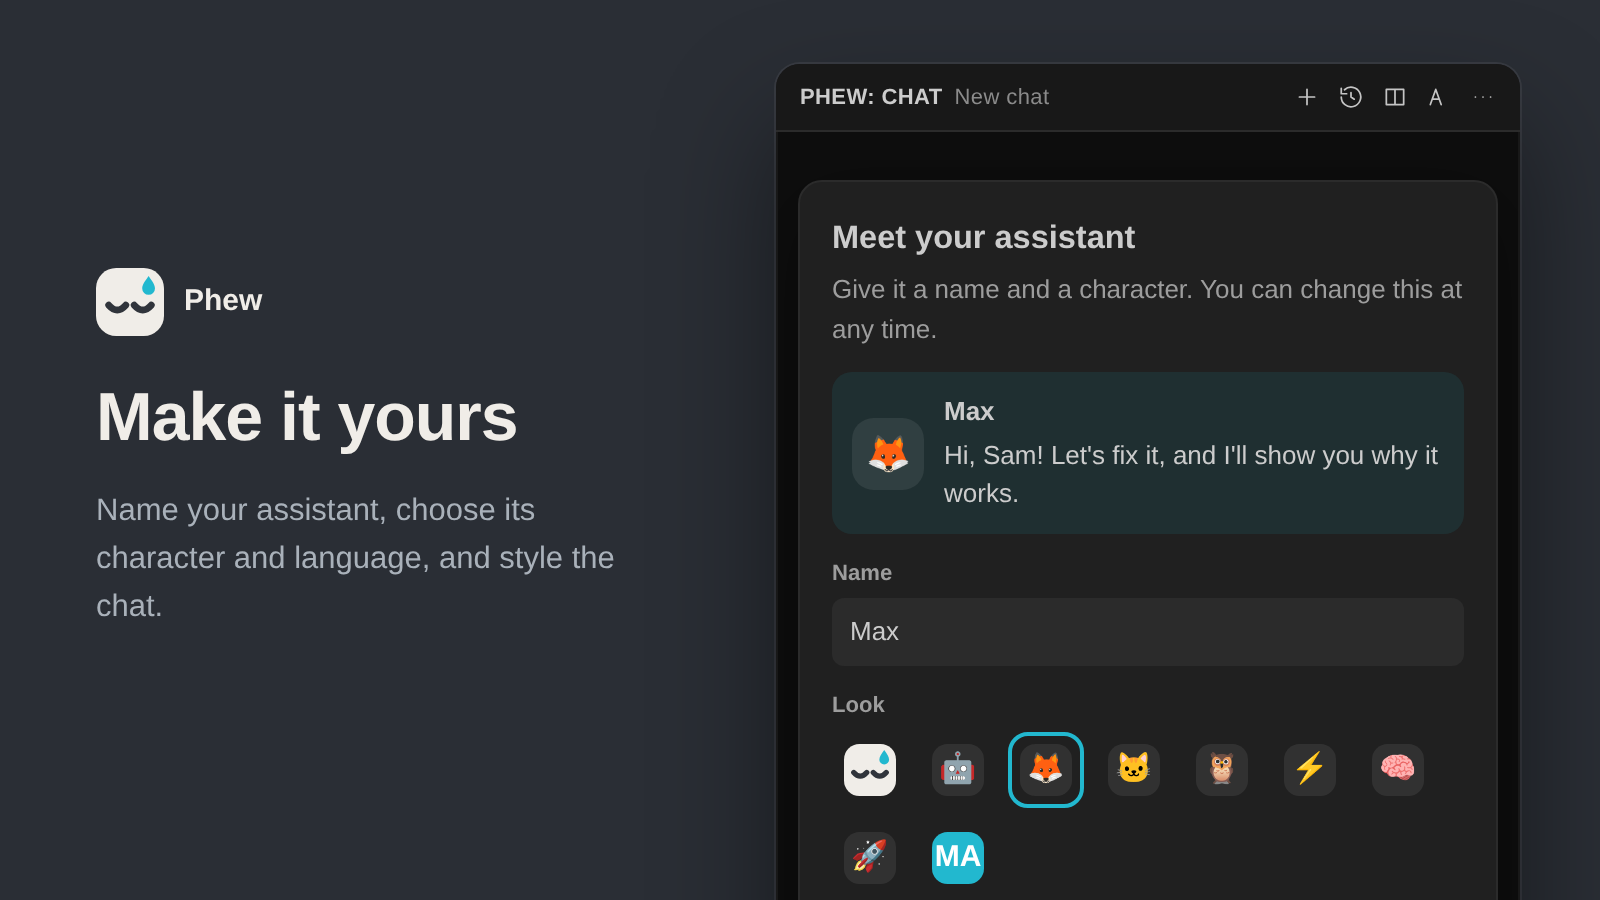 Phew
Make it yours
Name your assistant, choose its
character and language, and style the
chat.
PHEW: CHAT New chat
Meet your assistant
Give it a name and a character. You can change this at
any time.
Max
Hi, Sam! Let's fix it, and I'll show you why it
works.
Name
Max
Look
MA